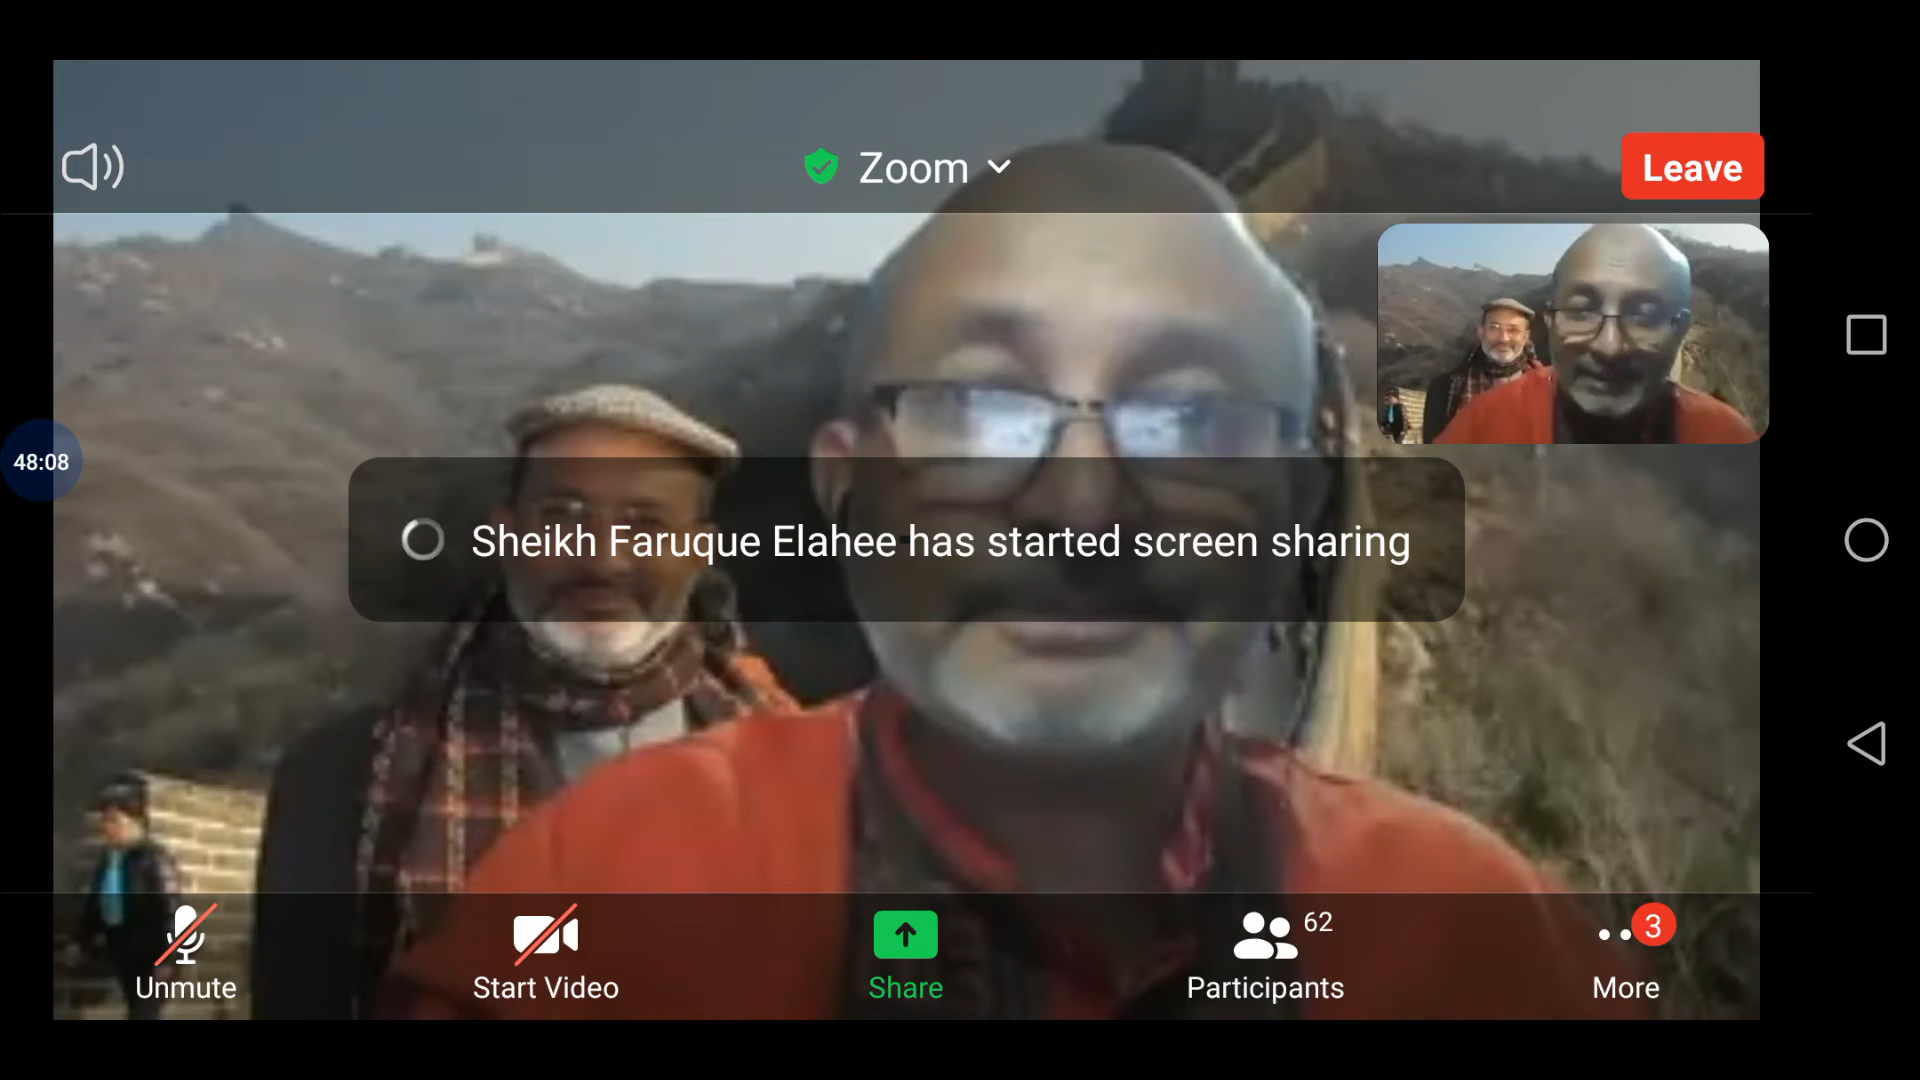 Zoom
Leave
48:08
Sheikh Faruque Elahee has started screen sharing
Unmute
Start Video
Share
62
Participants
3
More